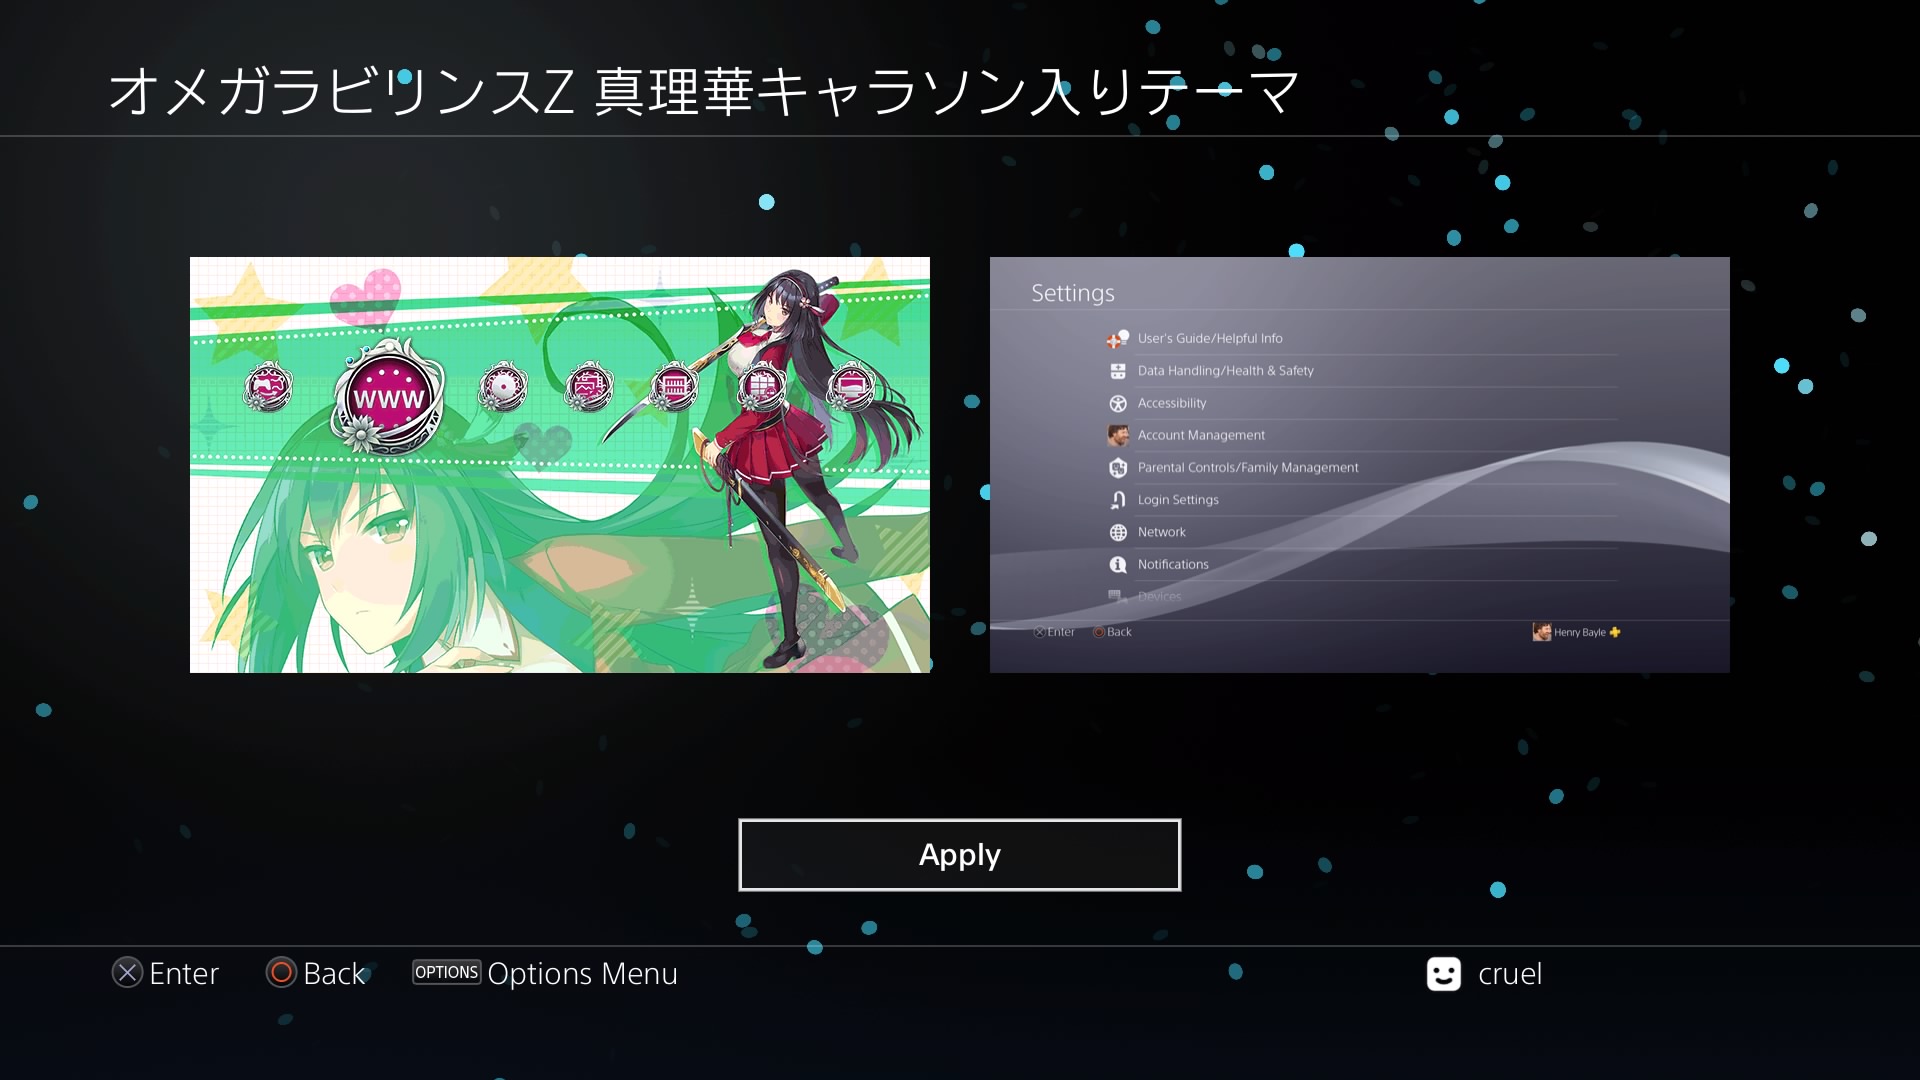 オメガラビリンスZ 真理華キャラソン入りテーマ
WWW
Settings
User's Guide/Helpful Info
Data Handling/Health & Safety
Accessibility
Account Management
Parental Controls/Family Management
Login Settings
Network
Notifications
Devices
Enter Back Henry Bayle
Apply
Enter Back OPTIONS Options Menu cruel